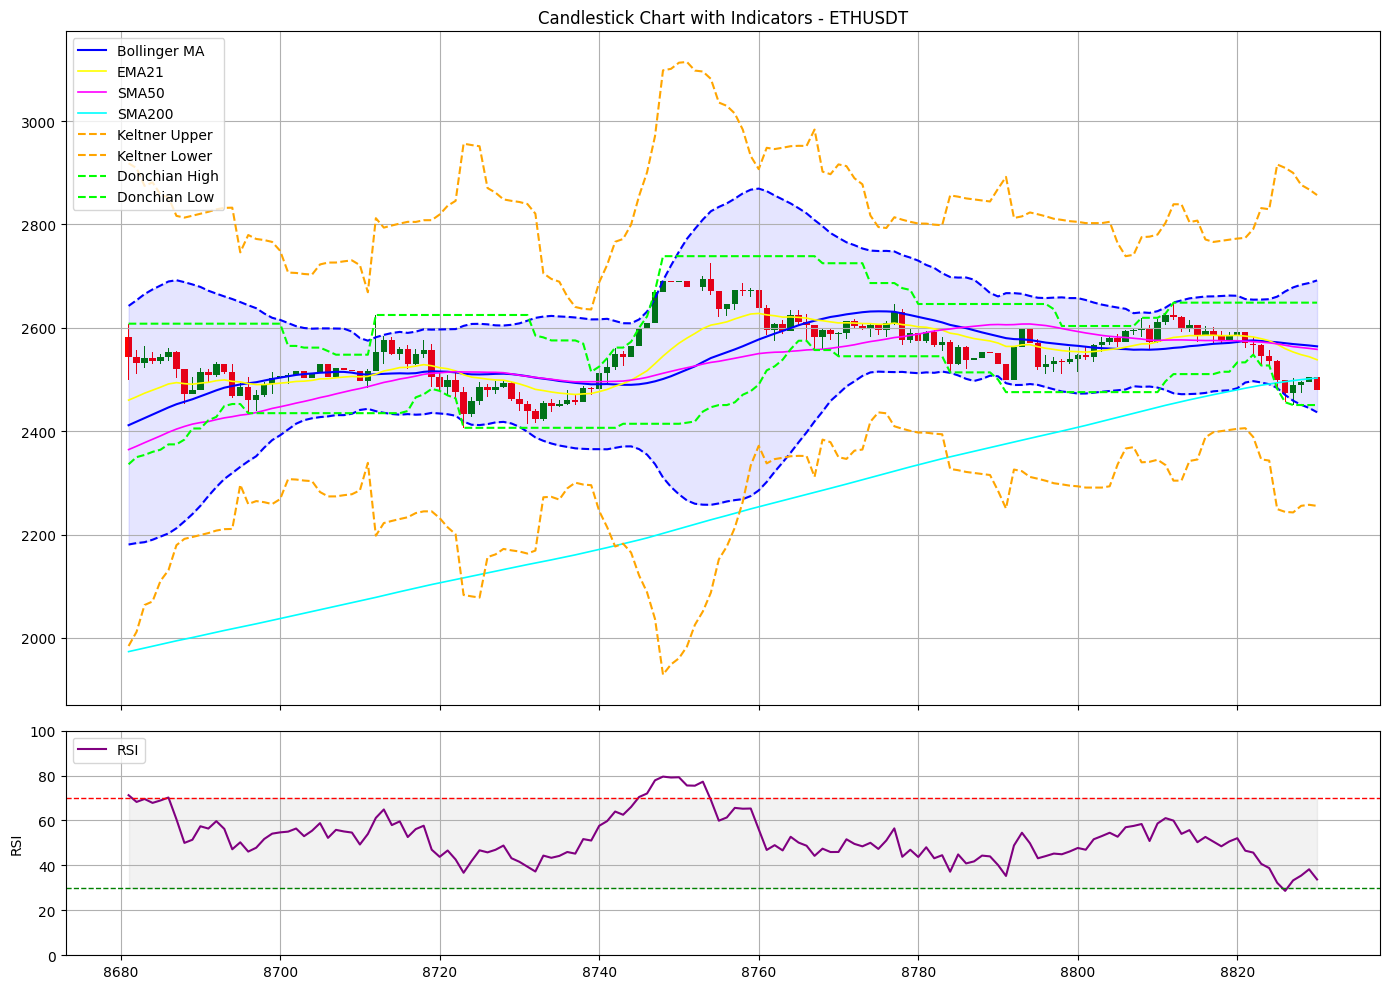 Candlestick Chart with Indicators - ETHUSDT
Bollinger MA
EMA21
SMA50
SMA200
Keltner Upper
Keltner Lower
Donchian High
Donchian Low
3000
2800
2600
2400
2200
2000
RSI
100
80
60
40
20
0
RSI
8680 8700 8720 8740 8760 8780 8800 8820